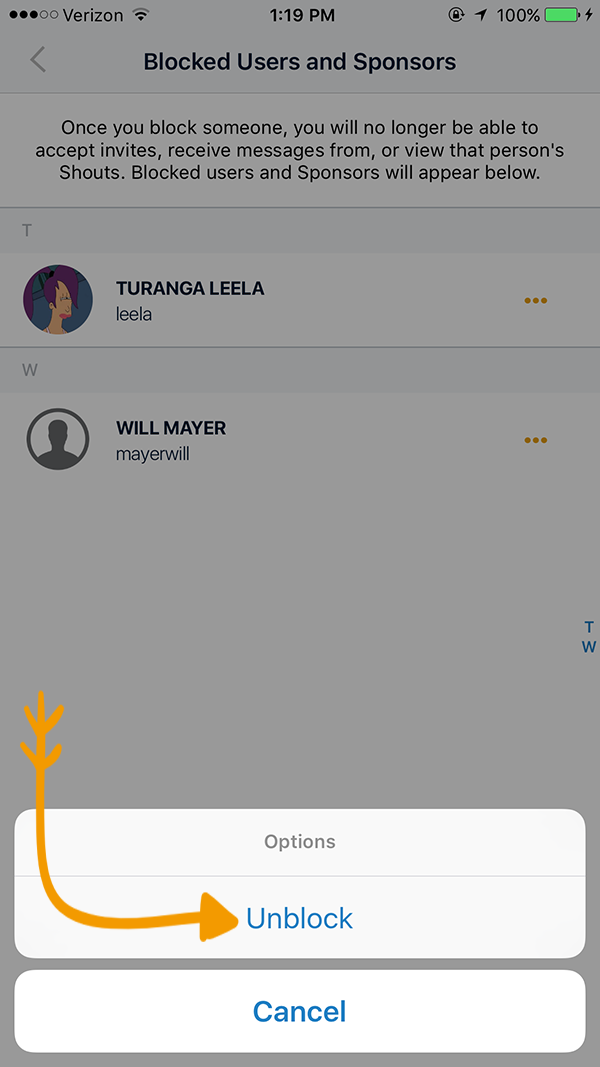 Verizon 1:19 PM 100%
Blocked Users and Sponsors
Once you block someone, you will no longer be able to
accept invites, receive messages from, or view that person's
Shouts. Blocked users and Sponsors will appear below.
T
TURANGA LEELA
leela
W
WILL MAYER
mayerwill
T
W
Options
Unblock
Cancel